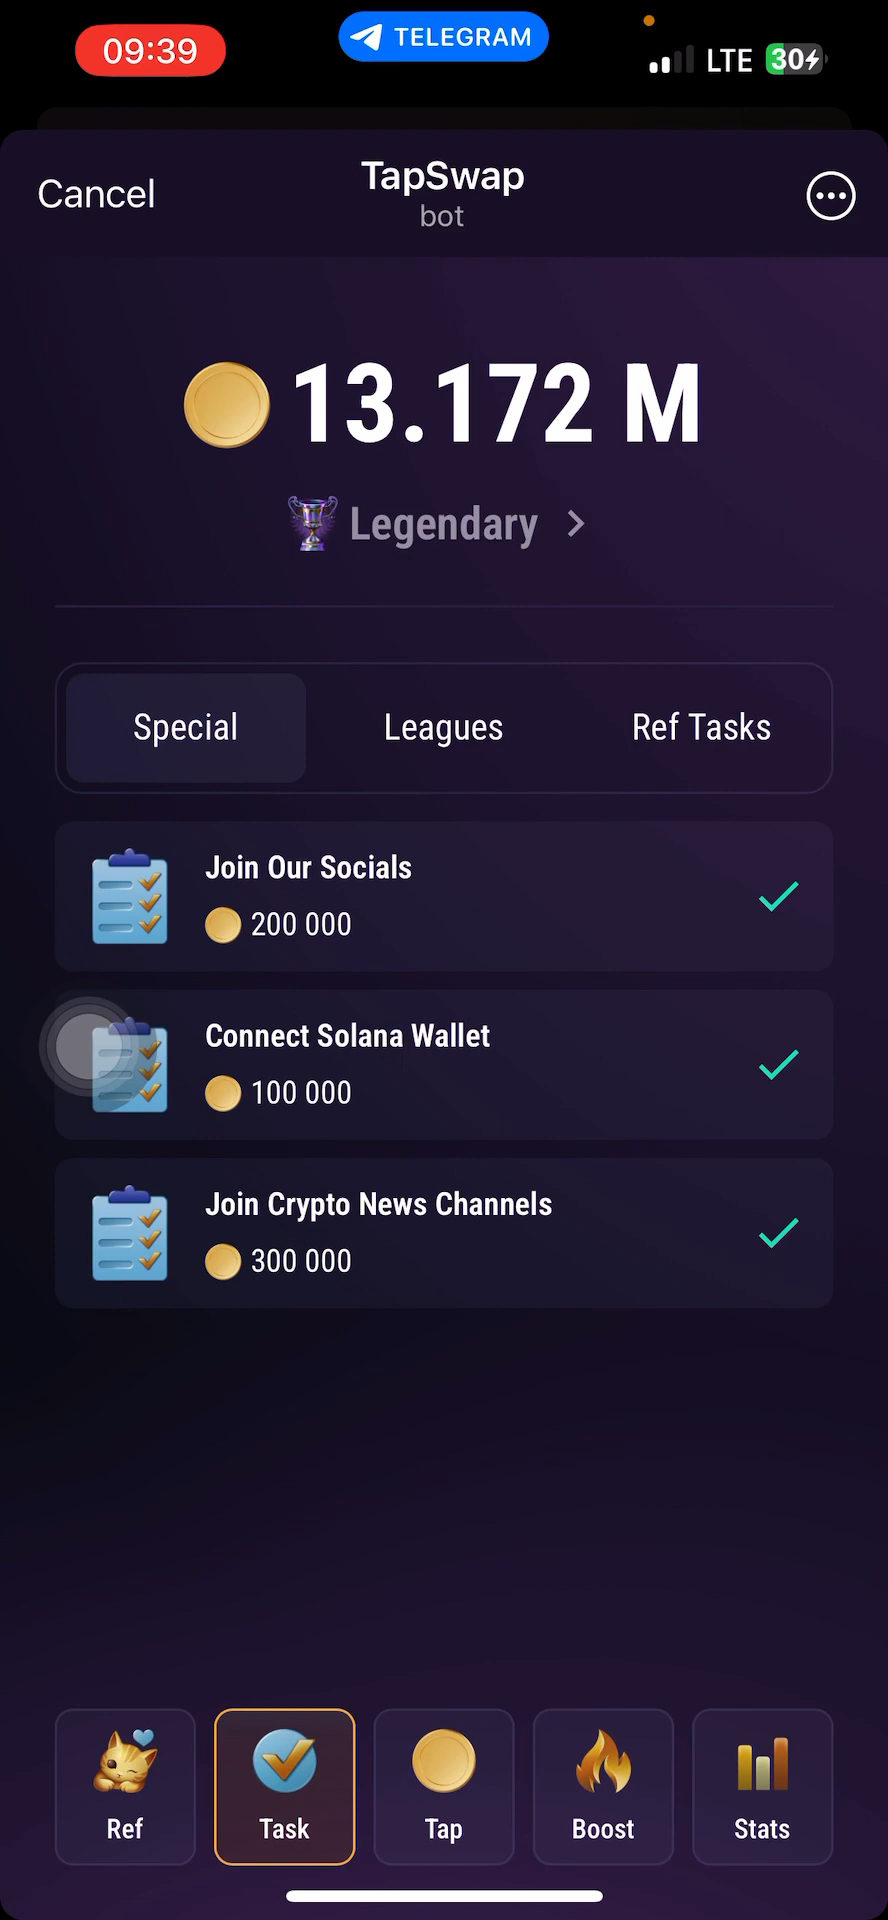 09:39
TELEGRAM
LTE
30
Cancel
TapSwap
bot
13.172 M
Legendary
Special
Leagues
Ref Tasks
Join Our Socials
200 000
Connect Solana Wallet
100 000
Join Crypto News Channels
300 000
Ref
Task
Tap
Boost
Stats